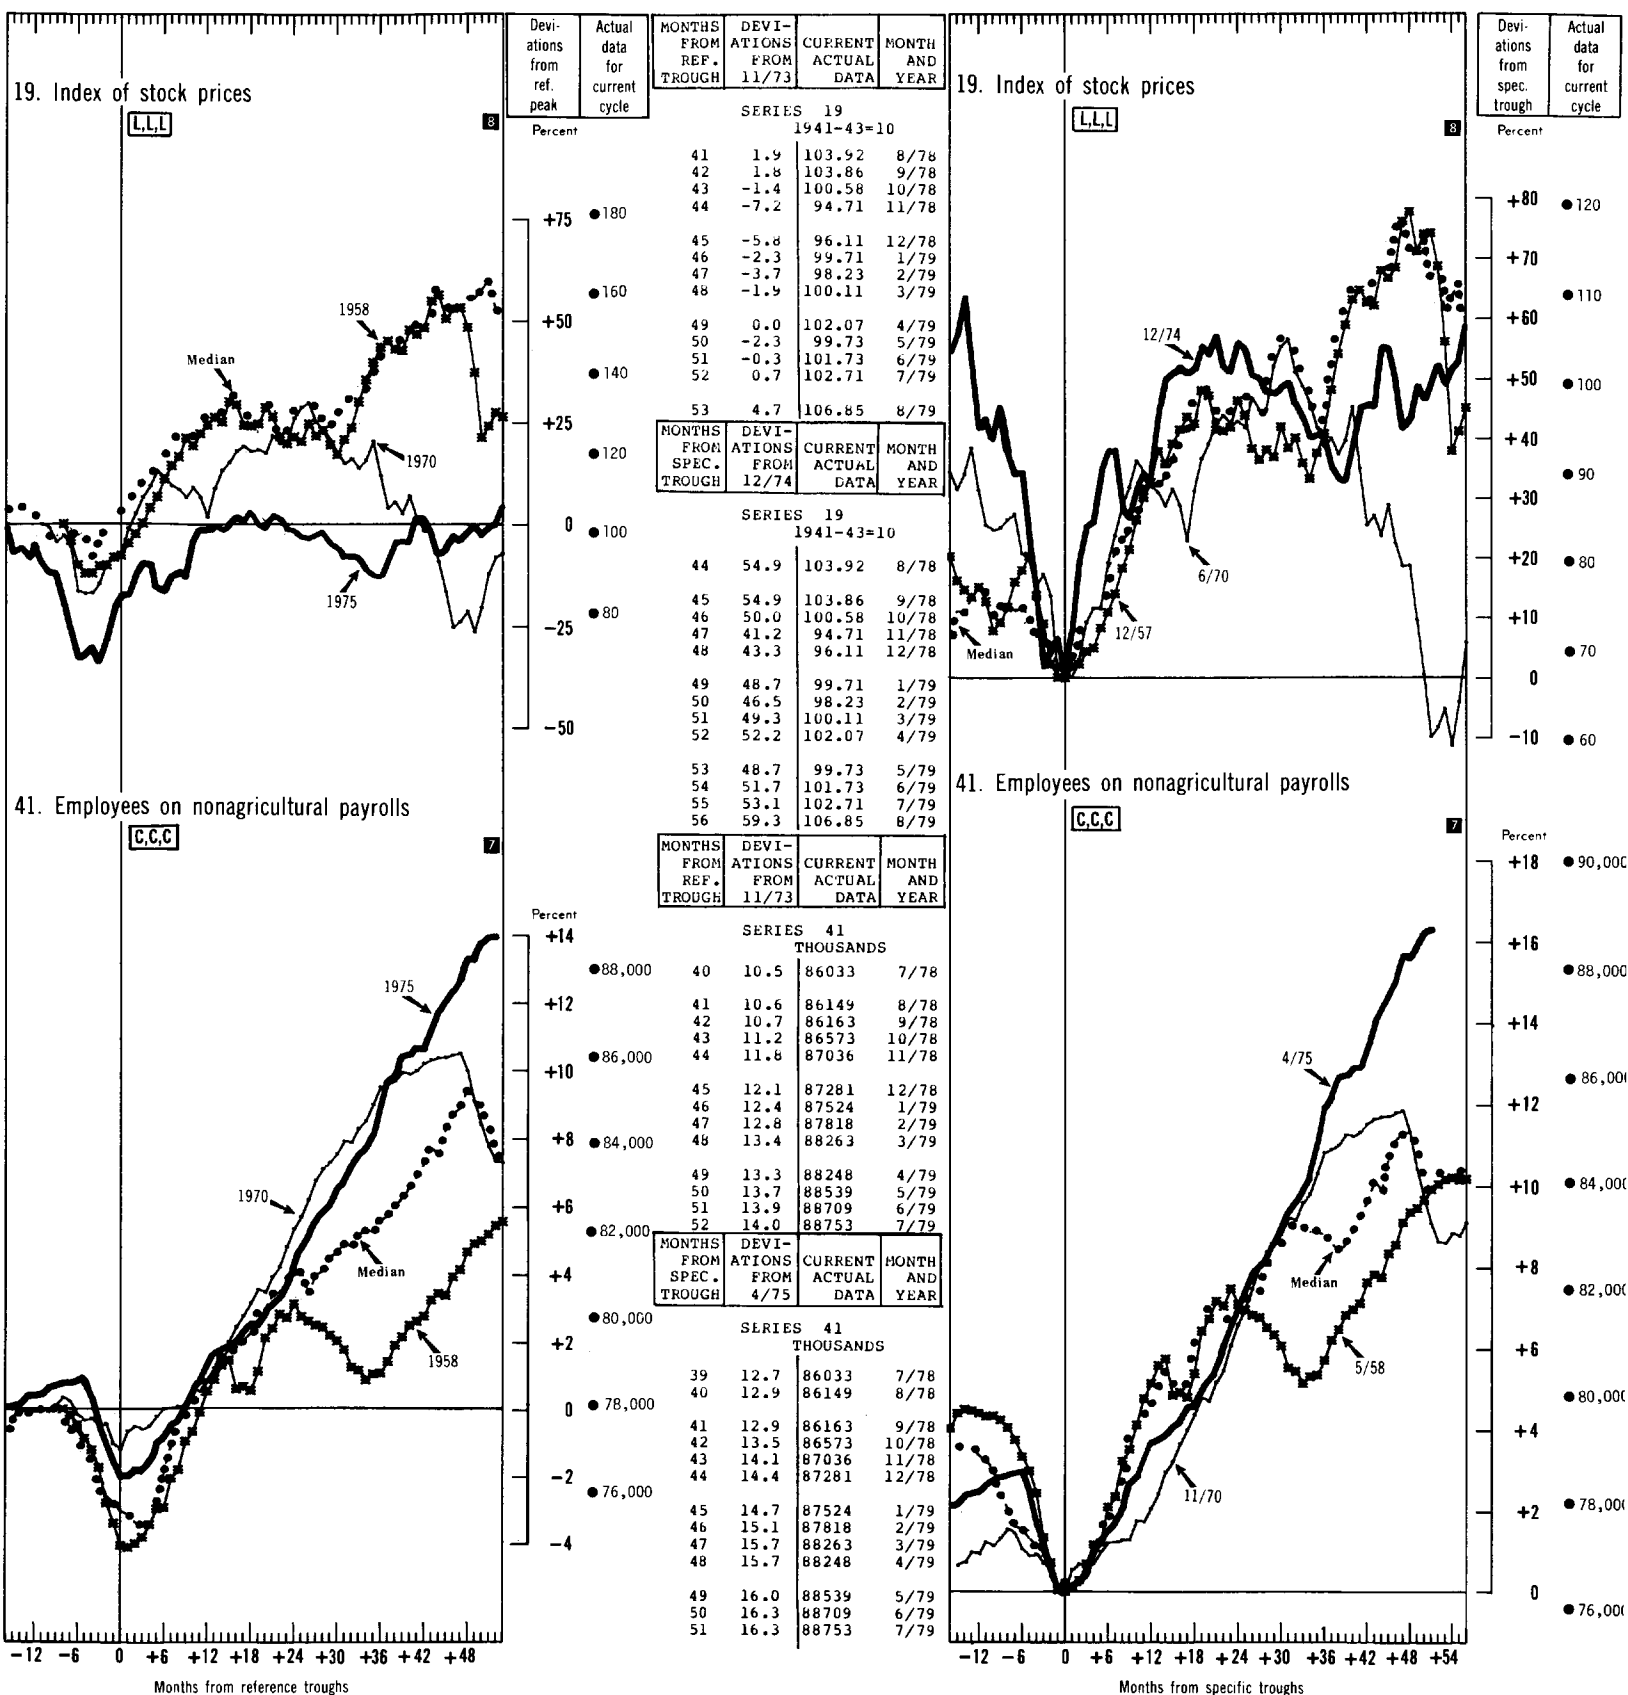 Devi-
ations
from
ref.
peak
Actual
data
for
current
cycle
19. Index of stock prices
L,L,L
8
Percent
+75
+50
+25
0
−25
−50
180
160
140
120
100
80
1958
Median
1970
1975
41. Employees on nonagricultural payrolls
C,C,C
7
Percent
+14
+12
+10
+8
+6
+4
+2
0
−2
−4
88,000
86,000
84,000
82,000
80,000
78,000
76,000
1975
1970
Median
1958
−12 −6 0 +6 +12 +18 +24 +30 +36 +42 +48
Months from reference troughs
MONTHS DEVI-
FROM ATIONS CURRENT MONTH
REF. FROM ACTUAL AND
TROUGH 11/73 DATA YEAR
SERIES 19
1941-43=10
41 1.9 103.92 8/78
42 1.8 103.86 9/78
43 -1.4 100.58 10/78
44 -7.2 94.71 11/78
45 -5.8 96.11 12/78
46 -2.3 99.71 1/79
47 -3.7 98.23 2/79
48 -1.9 100.11 3/79
49 0.0 102.07 4/79
50 -2.3 99.73 5/79
51 -0.3 101.73 6/79
52 0.7 102.71 7/79
53 4.7 106.85 8/79
MONTHS DEVI-
FROM ATIONS CURRENT MONTH
SPEC. FROM ACTUAL AND
TROUGH 12/74 DATA YEAR
SERIES 19
1941-43=10
44 54.9 103.92 8/78
45 54.9 103.86 9/78
46 50.0 100.58 10/78
47 41.2 94.71 11/78
48 43.3 96.11 12/78
49 48.7 99.71 1/79
50 46.5 98.23 2/79
51 49.3 100.11 3/79
52 52.2 102.07 4/79
53 48.7 99.73 5/79
54 51.7 101.73 6/79
55 53.1 102.71 7/79
56 59.3 106.85 8/79
MONTHS DEVI-
FROM ATIONS CURRENT MONTH
REF. FROM ACTUAL AND
TROUGH 11/73 DATA YEAR
SERIES 41
THOUSANDS
40 10.5 86033 7/78
41 10.6 86149 8/78
42 10.7 86163 9/78
43 11.2 86573 10/78
44 11.8 87036 11/78
45 12.1 87281 12/78
46 12.4 87524 1/79
47 12.8 87818 2/79
48 13.4 88263 3/79
49 13.3 88248 4/79
50 13.7 88539 5/79
51 13.9 88709 6/79
52 14.0 88753 7/79
MONTHS DEVI-
FROM ATIONS CURRENT MONTH
SPEC. FROM ACTUAL AND
TROUGH 4/75 DATA YEAR
SERIES 41
THOUSANDS
39 12.7 86033 7/78
40 12.9 86149 8/78
41 12.9 86163 9/78
42 13.5 86573 10/78
43 14.1 87036 11/78
44 14.4 87281 12/78
45 14.7 87524 1/79
46 15.1 87818 2/79
47 15.7 88263 3/79
48 15.7 88248 4/79
49 16.0 88539 5/79
50 16.3 88709 6/79
51 16.3 88753 7/79
Devi-
ations
from
spec.
trough
Actual
data
for
current
cycle
19. Index of stock prices
L,L,L
8
Percent
+80
+70
+60
+50
+40
+30
+20
+10
0
−10
120
110
100
90
80
70
60
12/74
6/70
12/57
Median
41. Employees on nonagricultural payrolls
C,C,C
7
Percent
+18
+16
+14
+12
+10
+8
+6
+4
+2
0
90,000
88,000
86,000
84,000
82,000
80,000
78,000
76,000
4/75
Median
5/58
11/70
−12 −6 0 +6 +12 +18 +24 +30 +36 +42 +48 +54
Months from specific troughs